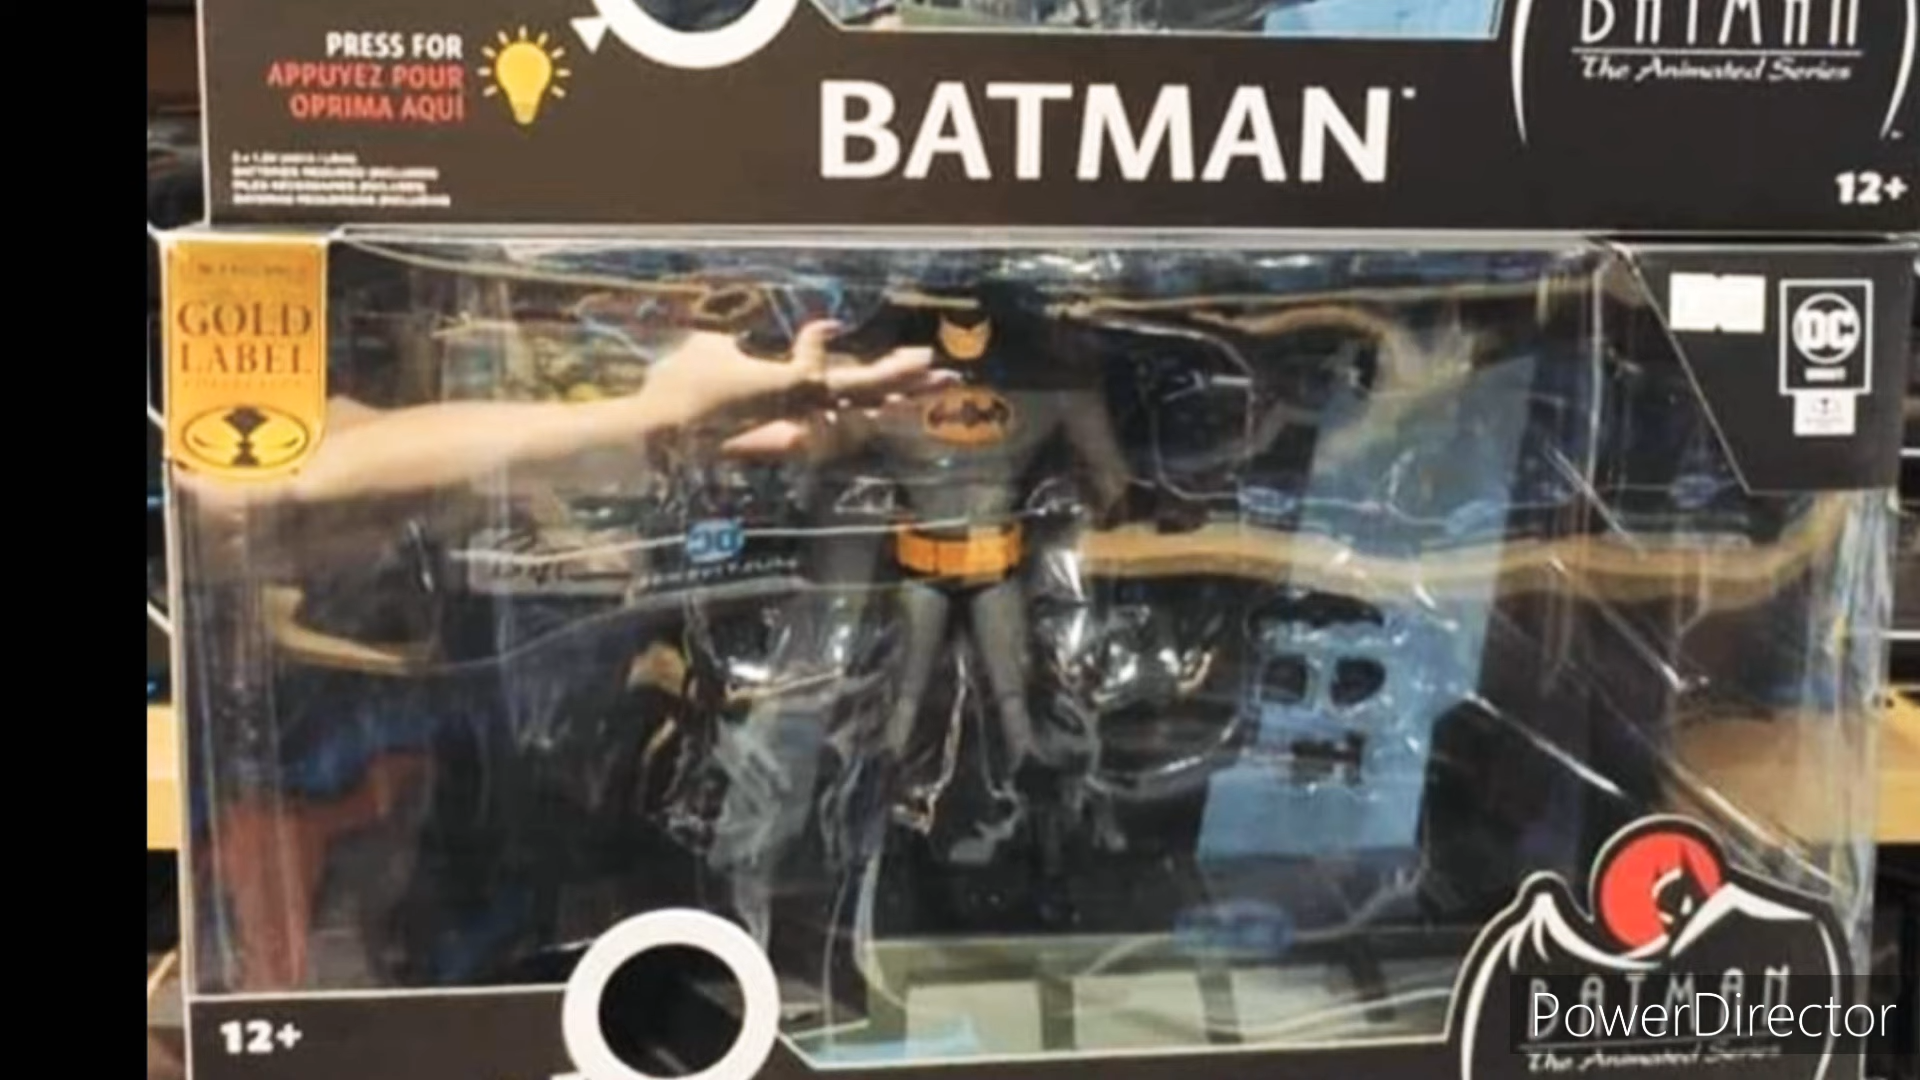 BATMAN
The Animated Series
PRESS FOR
APPUYEZ POUR
OPRIMA AQUÍ
BATMAN
12+
GOLD
LABEL
DC
DC
12+
BATMAN
The Animated Series
PowerDirector